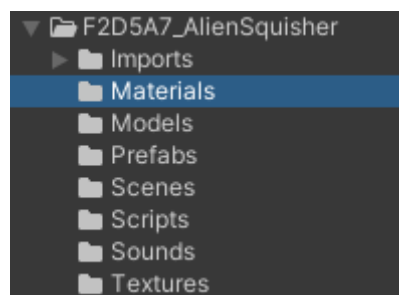 F2D5A7_AlienSquisher
Imports
Materials
Models
Prefabs
Scenes
Scripts
Sounds
Textures